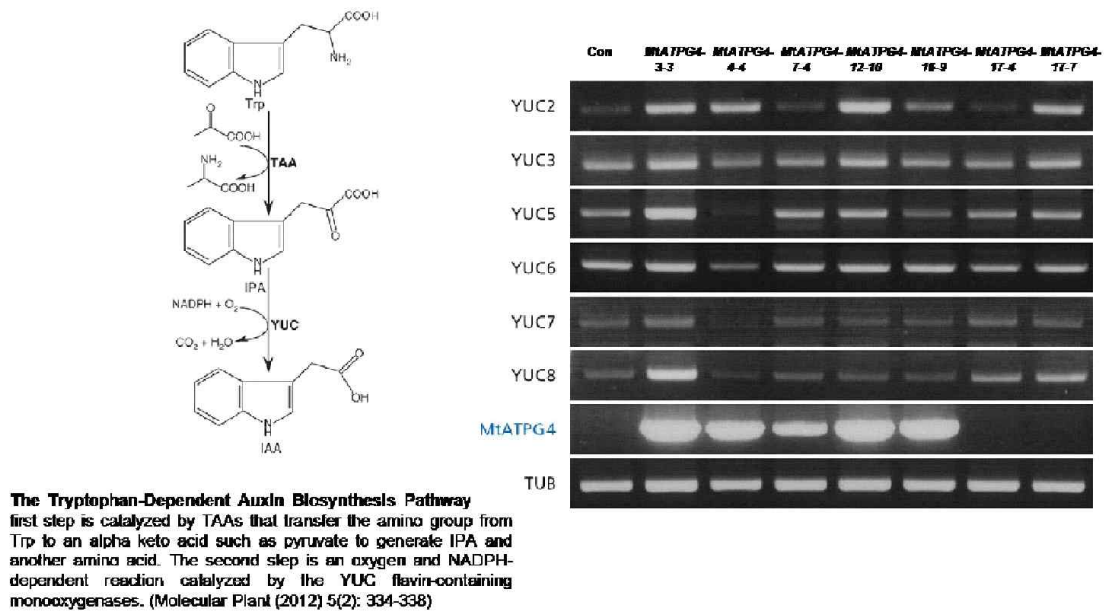 COOH
NH2
N
H
Trp
O
COOH
NH2
COOH
TAA
COOH
O
N
H
IPA
NADPH + O2
YUC
CO2 + H2O
O
OH
N
H
IAA
The Tryptophan-Dependent Auxin Biosynthesis Pathway
first step is catalyzed by TAAs that transfer the amino group from
Trp to an alpha keto acid such as pyruvate to generate IPA and
another amino acid. The second step is an oxygen and NADPH-
dependent reaction catalyzed by the YUC flavin-containing
monooxygenases. (Molecular Plant (2012) 5(2): 334-338)
Con MtATPG4- MtATPG4- MtATPG4- MtATPG4- MtATPG4- MtATPG4- MtATPG4-
3-3 4-4 7-4 12-10 16-9 17-4 17-7
YUC2
YUC3
YUC5
YUC6
YUC7
YUC8
MtATPG4
TUB